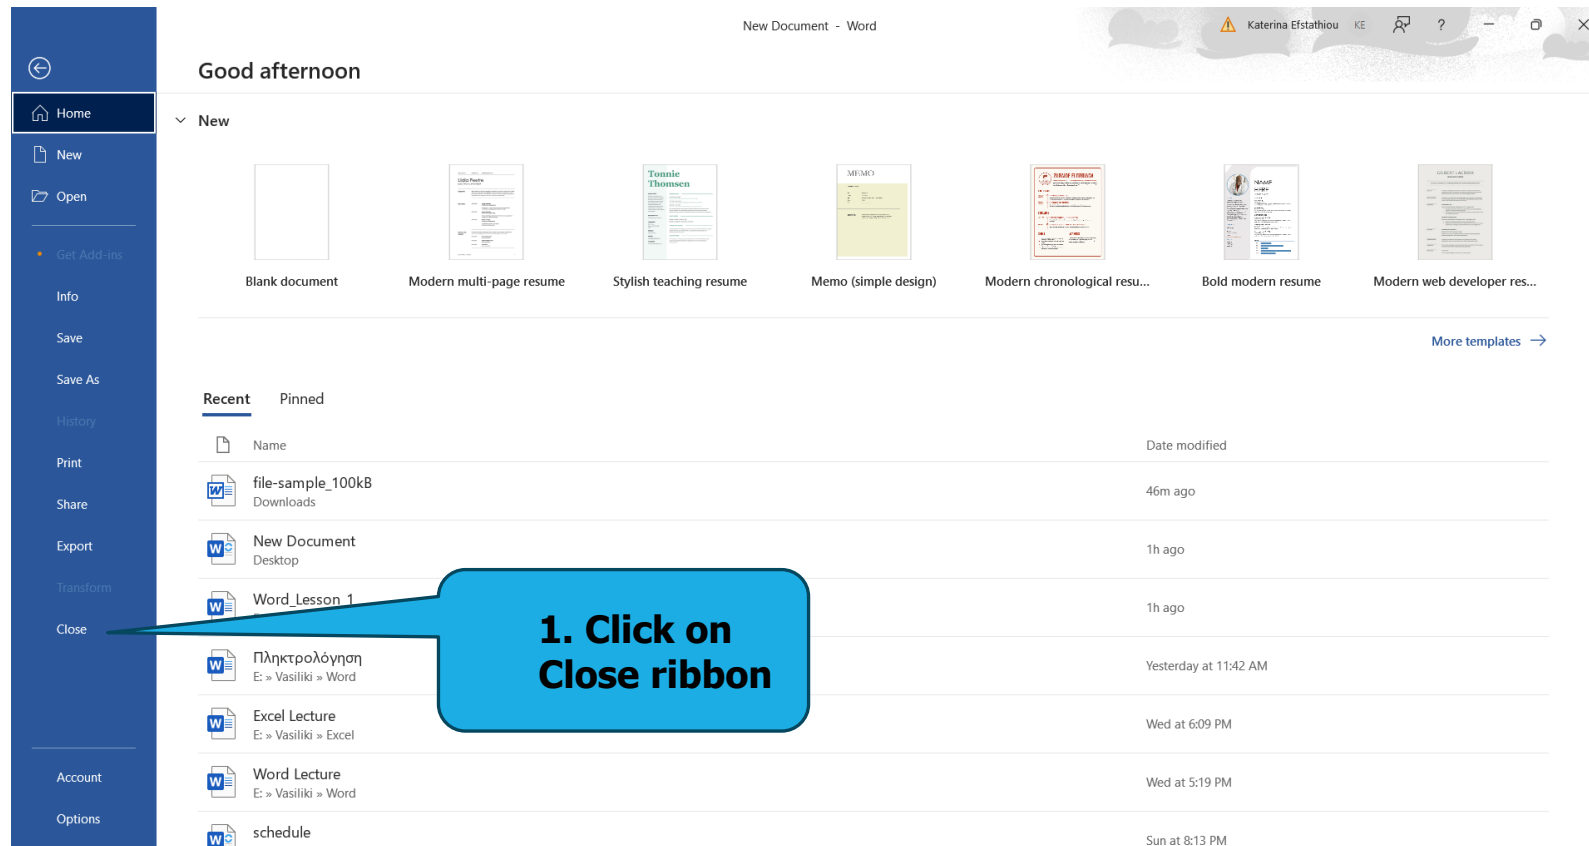 New Document - Word
Katerina Efstathiou KE ?
Good afternoon
Home
New
Open
Get Add-ins
Info
Save
Save As
History
Print
Share
Export
Transform
Close
Account
Options
New
Tonnie
Thomsen
MEMO
NAME
HERE
Blank document
Modern multi-page resume
Stylish teaching resume
Memo (simple design)
Modern chronological resu...
Bold modern resume
Modern web developer res...
More templates
Recent Pinned
Name Date modified
file-sample_100kB
Downloads
46m ago
New Document
Desktop
1h ago
Word_Lesson_1
1h ago
Πληκτρολόγηση
E: » Vasiliki » Word
Yesterday at 11:42 AM
Excel Lecture
E: » Vasiliki » Excel
Wed at 6:09 PM
Word Lecture
E: » Vasiliki » Word
Wed at 5:19 PM
schedule
Sun at 8:13 PM
1. Click on
Close ribbon